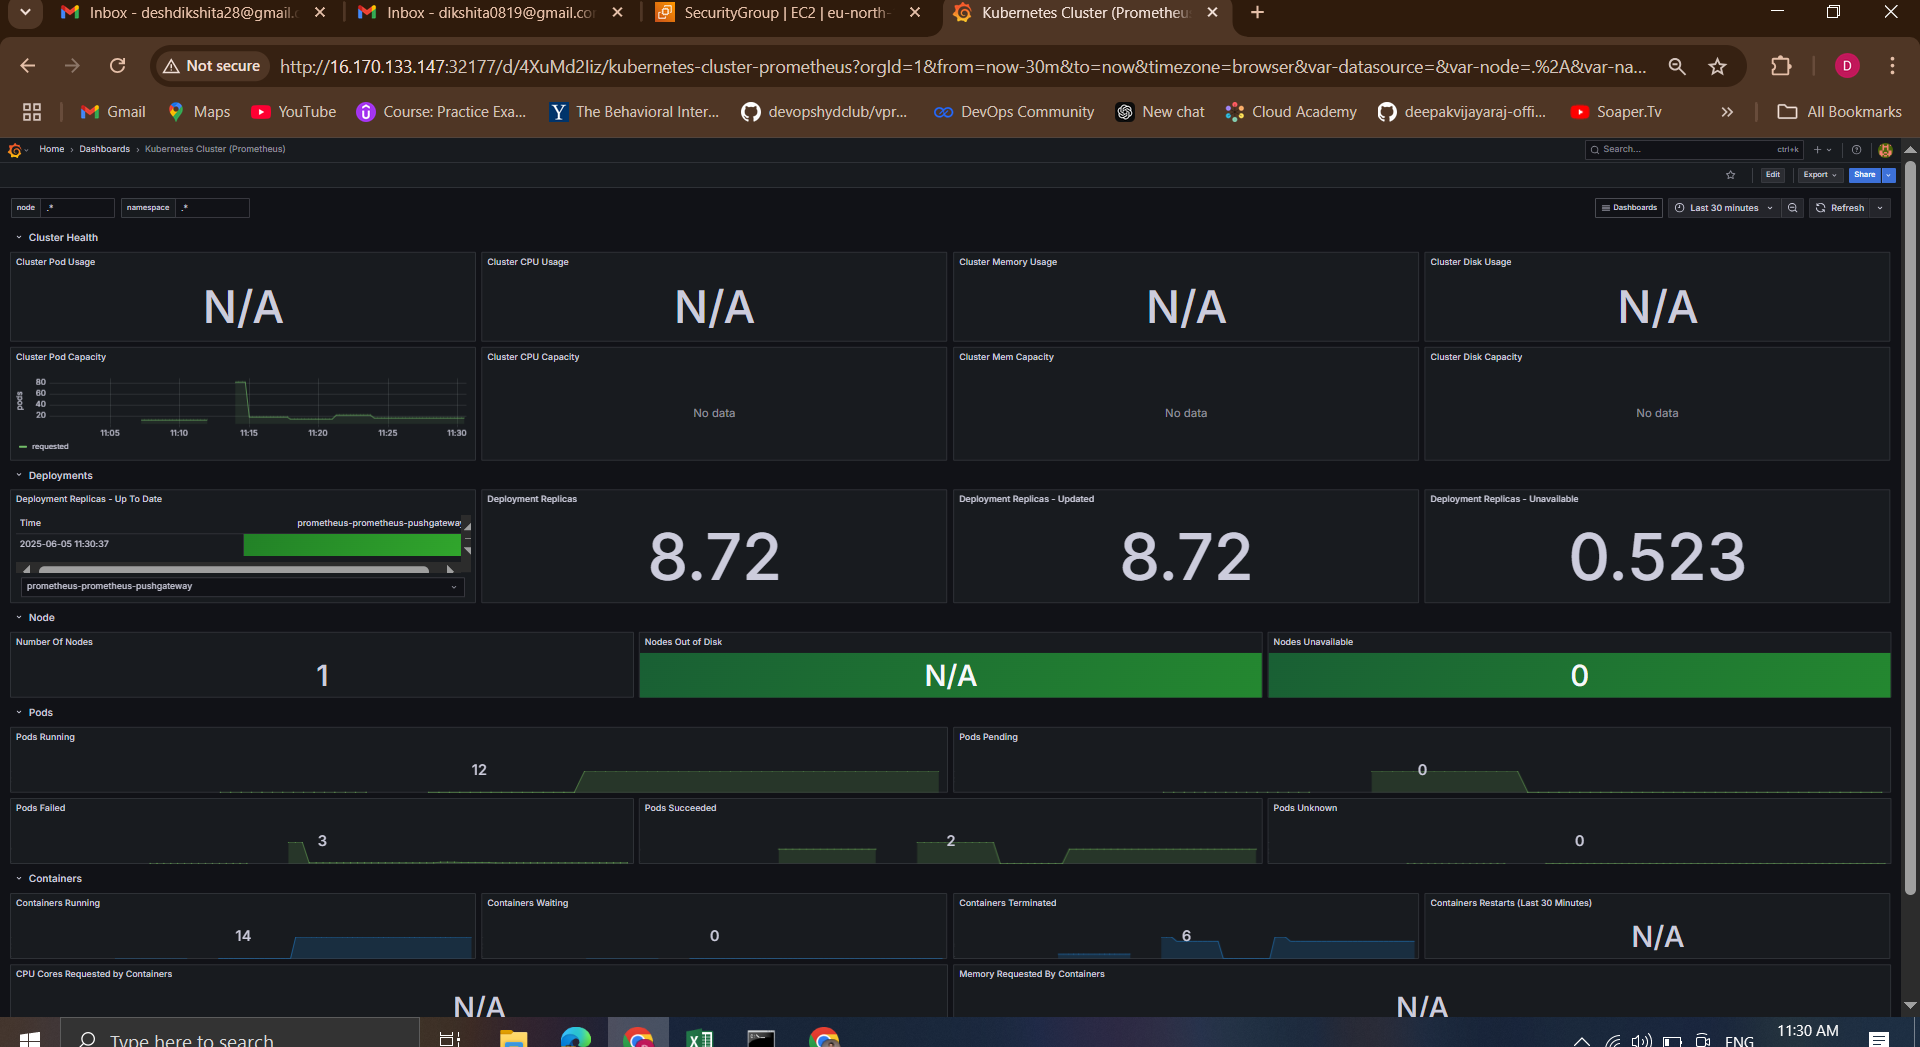 Inbox - deshdikshita28@gmail.
Inbox - dikshita0819@gmail.co
SecurityGroup | EC2 | eu-north-
Kubernetes Cluster (Prometheu
Not secure
http://16.170.133.147:32177/d/4XuMd2liz/kubernetes-cluster-prometheus?orgId=1&from=now-30m&to=now&timezone=browser&var-datasource=&var-node=.%2A&var-na...
D
Gmail
Maps
YouTube
Course: Practice Exa...
The Behavioral Inter...
devopshydclub/vpr...
DevOps Community
New chat
Cloud Academy
deepakvijayaraj-offi...
Soaper.Tv
All Bookmarks
Home › Dashboards › Kubernetes Cluster (Prometheus)
Search... ctrl+k
Edit
Export
Share
node .*
namespace .*
Dashboards
Last 30 minutes
Refresh
Cluster Health
Cluster Pod Usage
N/A
Cluster CPU Usage
N/A
Cluster Memory Usage
N/A
Cluster Disk Usage
N/A
Cluster Pod Capacity
pods
80
60
40
20
11:05 11:10 11:15 11:20 11:25 11:30
requested
Cluster CPU Capacity
No data
Cluster Mem Capacity
No data
Cluster Disk Capacity
No data
Deployments
Deployment Replicas - Up To Date
Time prometheus-prometheus-pushgateway
2025-06-05 11:30:37
prometheus-prometheus-pushgateway
Deployment Replicas
8.72
Deployment Replicas - Updated
8.72
Deployment Replicas - Unavailable
0.523
Node
Number Of Nodes
1
Nodes Out of Disk
N/A
Nodes Unavailable
0
Pods
Pods Running
12
Pods Pending
0
Pods Failed
3
Pods Succeeded
2
Pods Unknown
0
Containers
Containers Running
14
Containers Waiting
0
Containers Terminated
6
Containers Restarts (Last 30 Minutes)
N/A
CPU Cores Requested by Containers
N/A
Memory Requested By Containers
N/A
Type here to search
ENG
11:30 AM